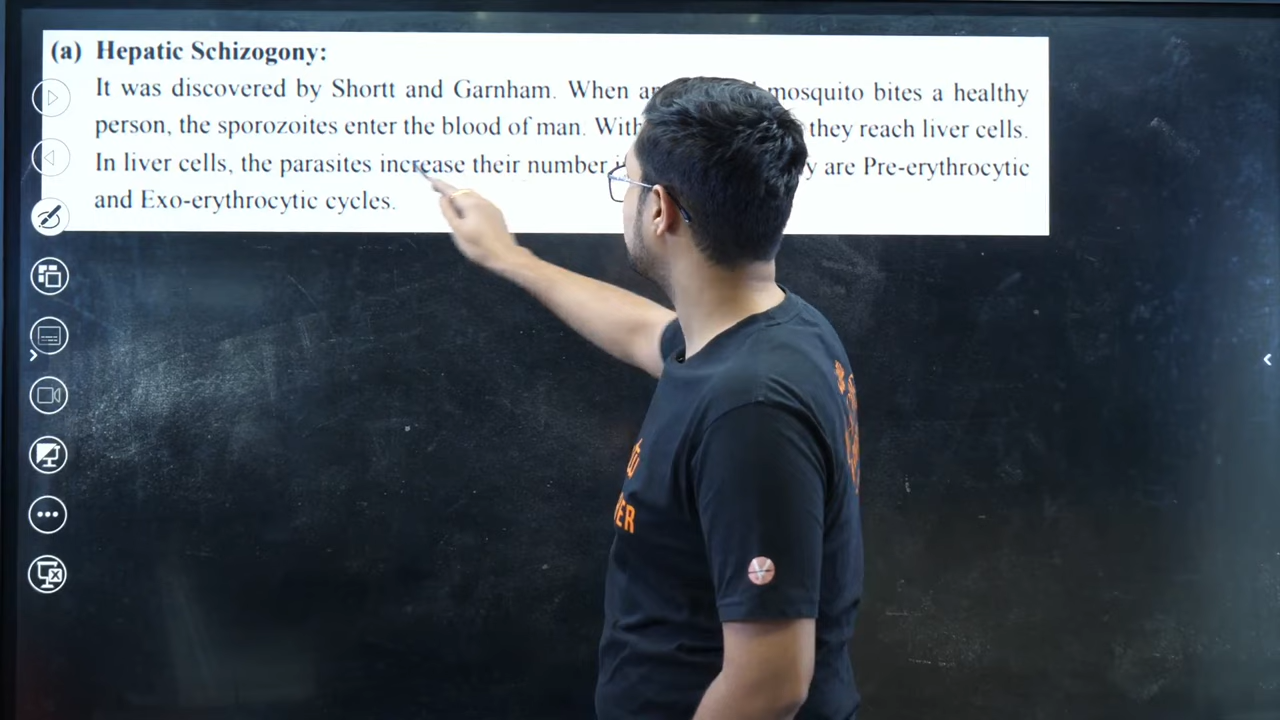 (a) Hepatic Schizogony:
It was discovered by Shortt and Garnham. When mosquito bites a healthy
person, the sporozoites enter the blood of man. they reach liver cells.
In liver cells, the parasites increase their number are Pre-erythrocytic
and Exo-erythrocytic cycles.